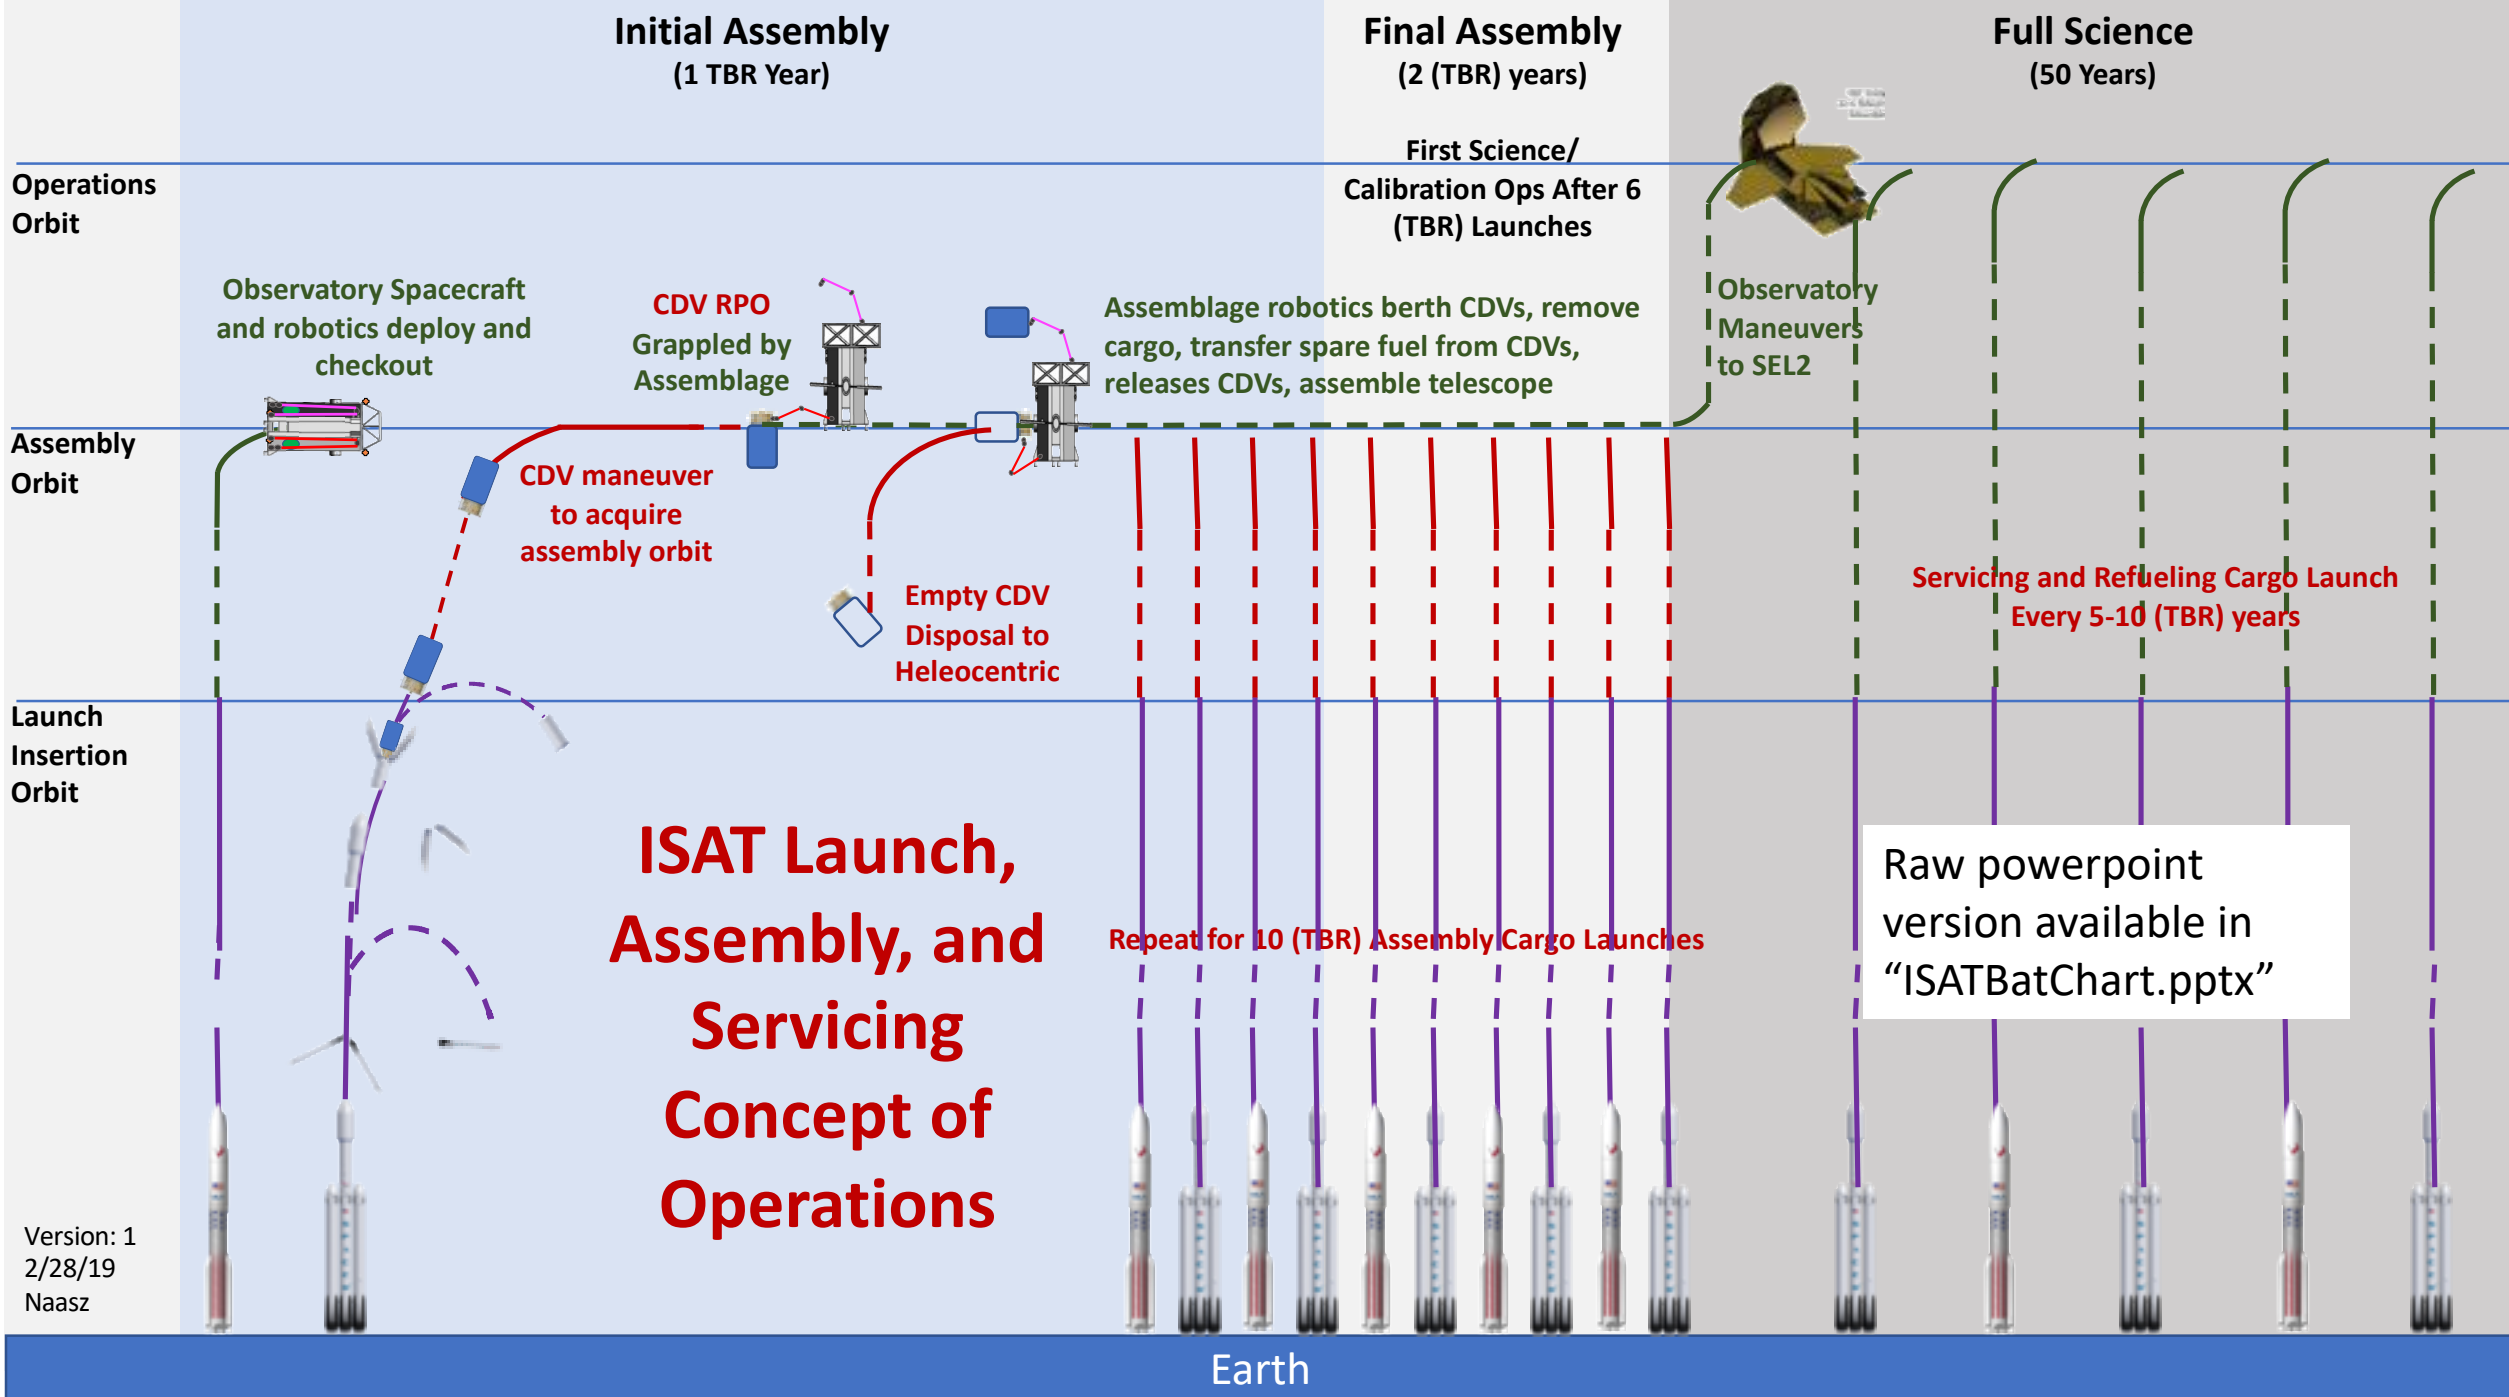 Initial Assembly
(1 TBR Year)
Final Assembly
(2 (TBR) years)
Full Science
(50 Years)
First Science/
Calibration Ops After 6
(TBR) Launches
Operations
Orbit
Observatory Spacecraft
and robotics deploy and
checkout
CDV RPO
Grappled by
Assemblage
Assemblage robotics berth CDVs, remove
cargo, transfer spare fuel from CDVs,
releases CDVs, assemble telescope
Observatory
Maneuvers
to SEL2
Assembly
Orbit
CDV maneuver
to acquire
assembly orbit
Empty CDV
Disposal to
Heleocentric
Servicing and Refueling Cargo Launch
Every 5-10 (TBR) years
Launch
Insertion
Orbit
ISAT Launch,
Assembly, and
Servicing
Concept of
Operations
Repeat for 10 (TBR) Assembly Cargo Launches
Raw powerpoint
version available in
“ISATBatChart.pptx”
Version: 1
2/28/19
Naasz
Earth